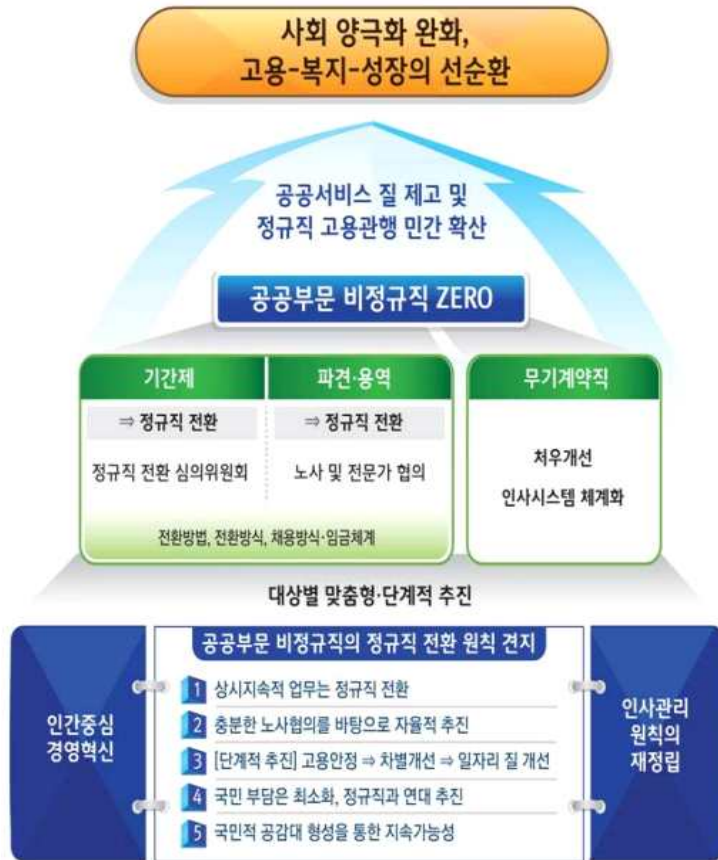 사회 양극화 완화,
고용-복지-성장의 선순환
공공서비스 질 제고 및
정규직 고용관행 민간 확산
공공부문 비정규직 ZERO
기간제
⇒ 정규직 전환
정규직 전환 심의위원회
파견·용역
⇒ 정규직 전환
노사 및 전문가 협의
전환방법, 전환방식, 채용방식·임금체계
무기계약직
처우개선
인사시스템 체계화
대상별 맞춤형·단계적 추진
인간중심
경영혁신
공공부문 비정규직의 정규직 전환 원칙 견지
1 상시지속적 업무는 정규직 전환
2 충분한 노사협의를 바탕으로 자율적 추진
3 [단계적 추진] 고용안정 ⇒ 차별개선 ⇒ 일자리 질 개선
4 국민 부담은 최소화, 정규직과 연대 추진
5 국민적 공감대 형성을 통한 지속가능성
인사관리
원칙의
재정립